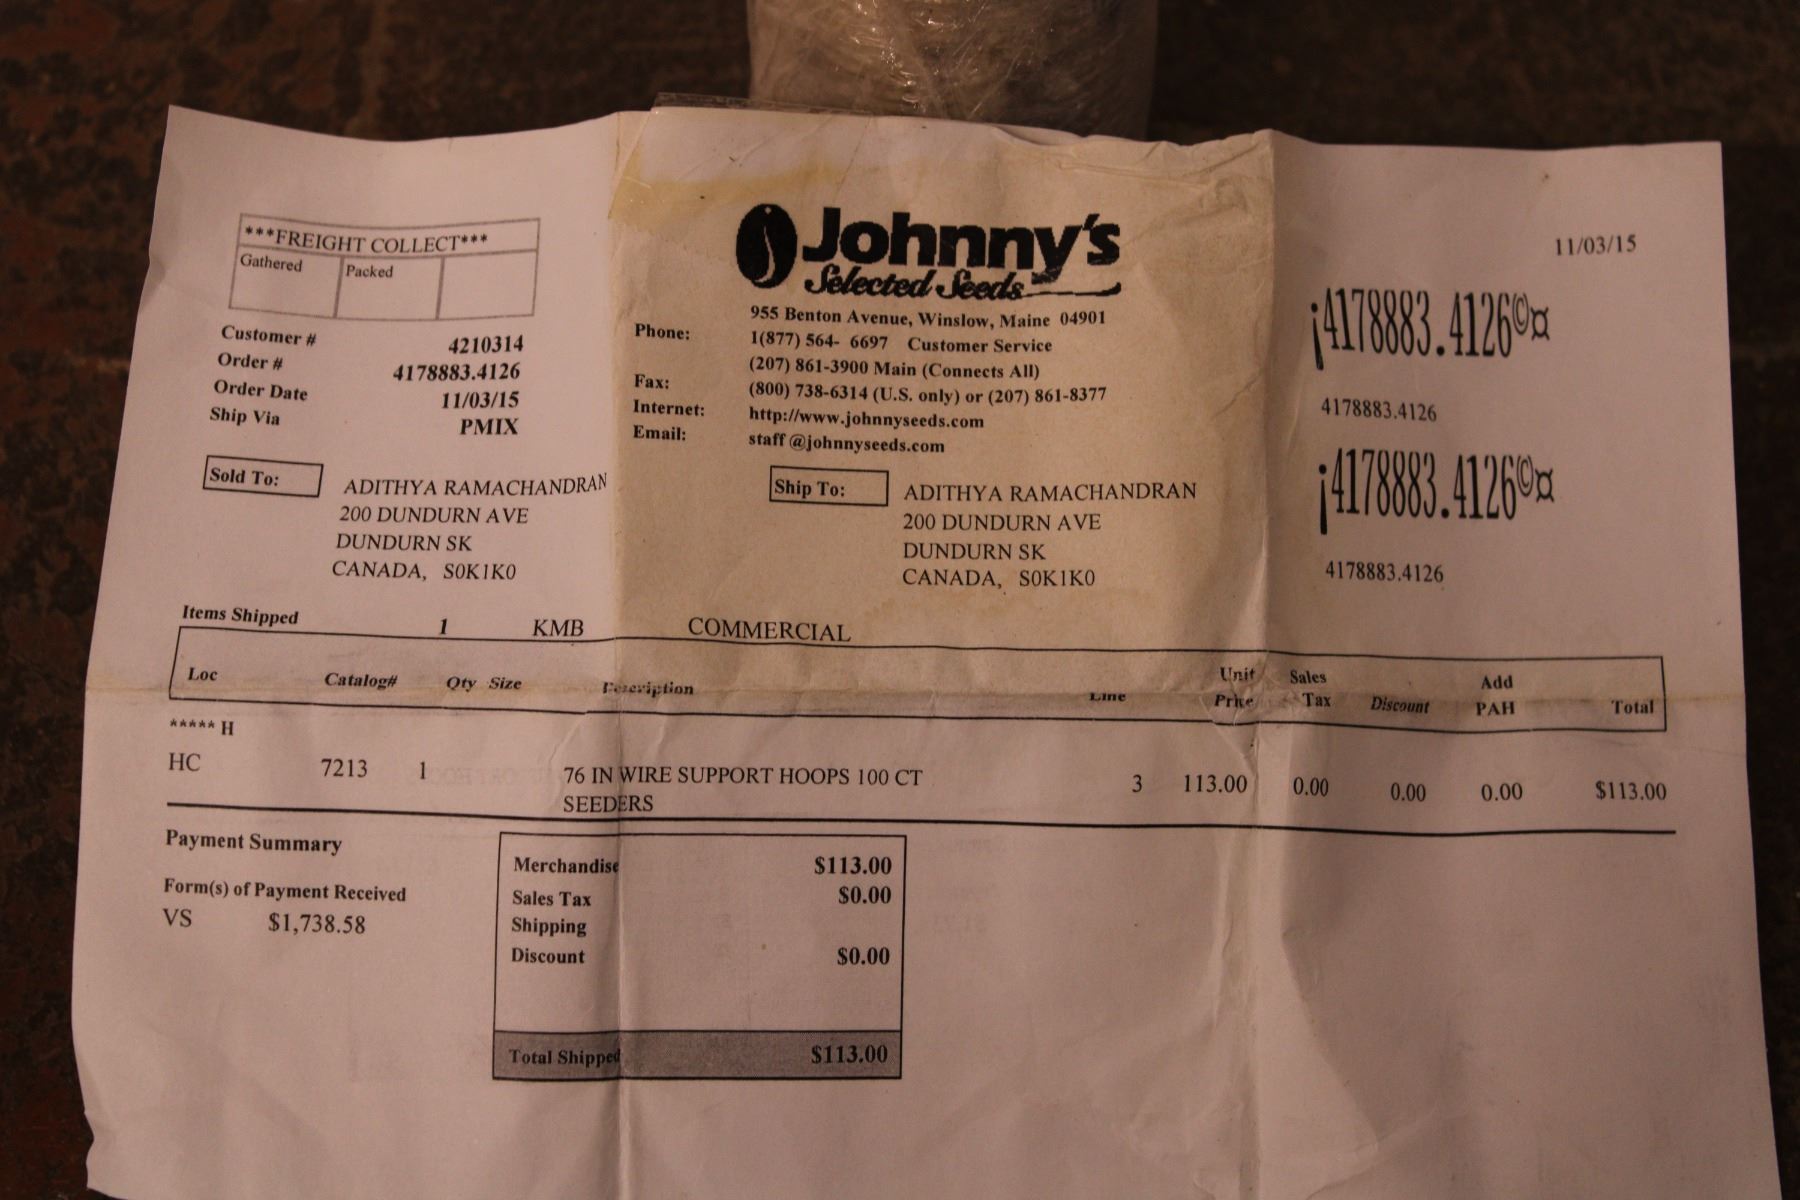 ***FREIGHT COLLECT***
Gathered Packed
Customer # 4210314
Order # 4178883.4126
Order Date 11/03/15
Ship Via PMIX
Johnny's
Selected Seeds
955 Benton Avenue, Winslow, Maine 04901
Phone: 1(877) 564- 6697 Customer Service
(207) 861-3900 Main (Connects All)
Fax: (800) 738-6314 (U.S. only) or (207) 861-8377
Internet: http://www.johnnyseeds.com
Email: staff@johnnyseeds.com
11/03/15
¡4178883.4126©¤
4178883.4126
¡4178883.4126©¤
4178883.4126
Sold To: ADITHYA RAMACHANDRAN
200 DUNDURN AVE
DUNDURN SK
CANADA, S0K1K0
Ship To: ADITHYA RAMACHANDRAN
200 DUNDURN AVE
DUNDURN SK
CANADA, S0K1K0
Items Shipped 1 KMB COMMERCIAL
Loc Catalog# Qty Size Description Line Unit Price Sales Tax Discount Add PAH Total
***** H
HC 7213 1 76 IN WIRE SUPPORT HOOPS 100 CT 3 113.00 0.00 0.00 0.00 $113.00
SEEDERS
Payment Summary
Form(s) of Payment Received
VS $1,738.58
Merchandise $113.00
Sales Tax $0.00
Shipping
Discount $0.00
Total Shipped $113.00